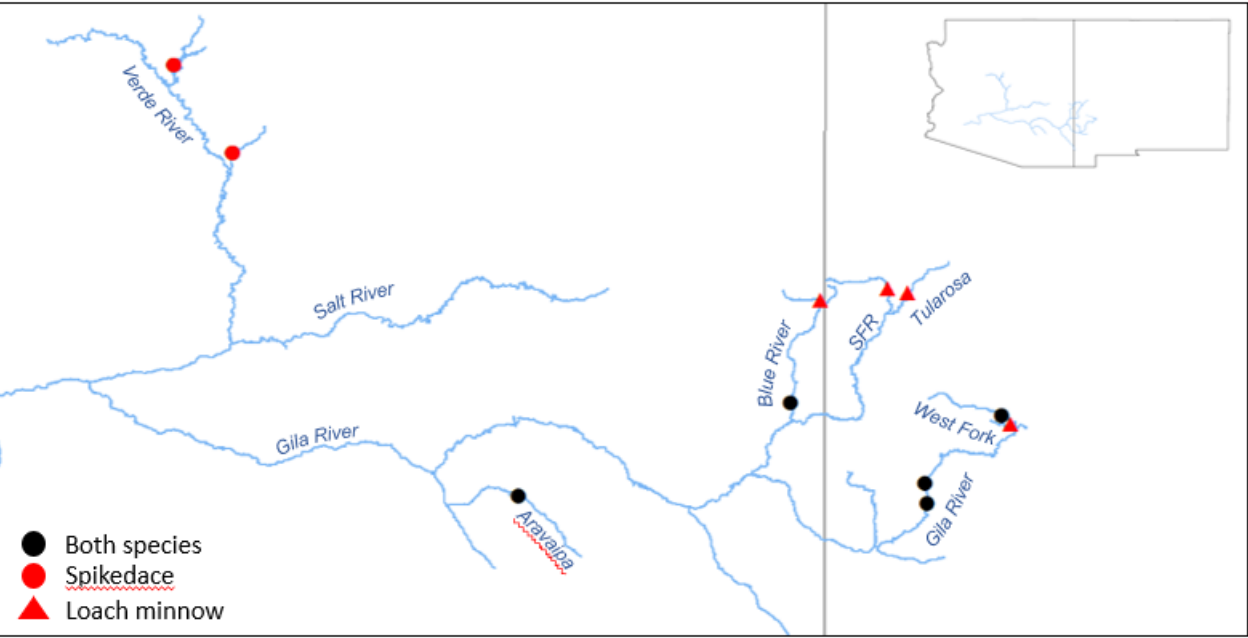 Verde River
Salt River
Gila River
Aravaipa
Blue River
SFR
Tularosa
West Fork
Gila River
Both species
Spikedace
Loach minnow